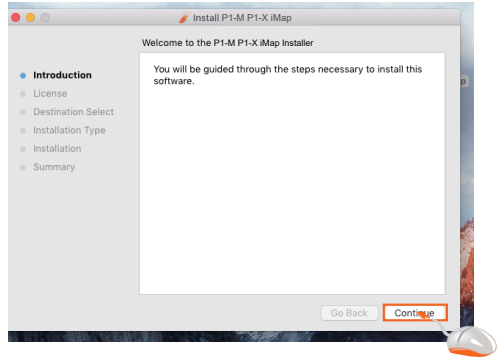 Install P1-M P1-X iMap
Welcome to the P1-M P1-X iMap Installer
Introduction
License
Destination Select
Installation Type
Installation
Summary
You will be guided through the steps necessary to install this
software.
Go Back
Continue